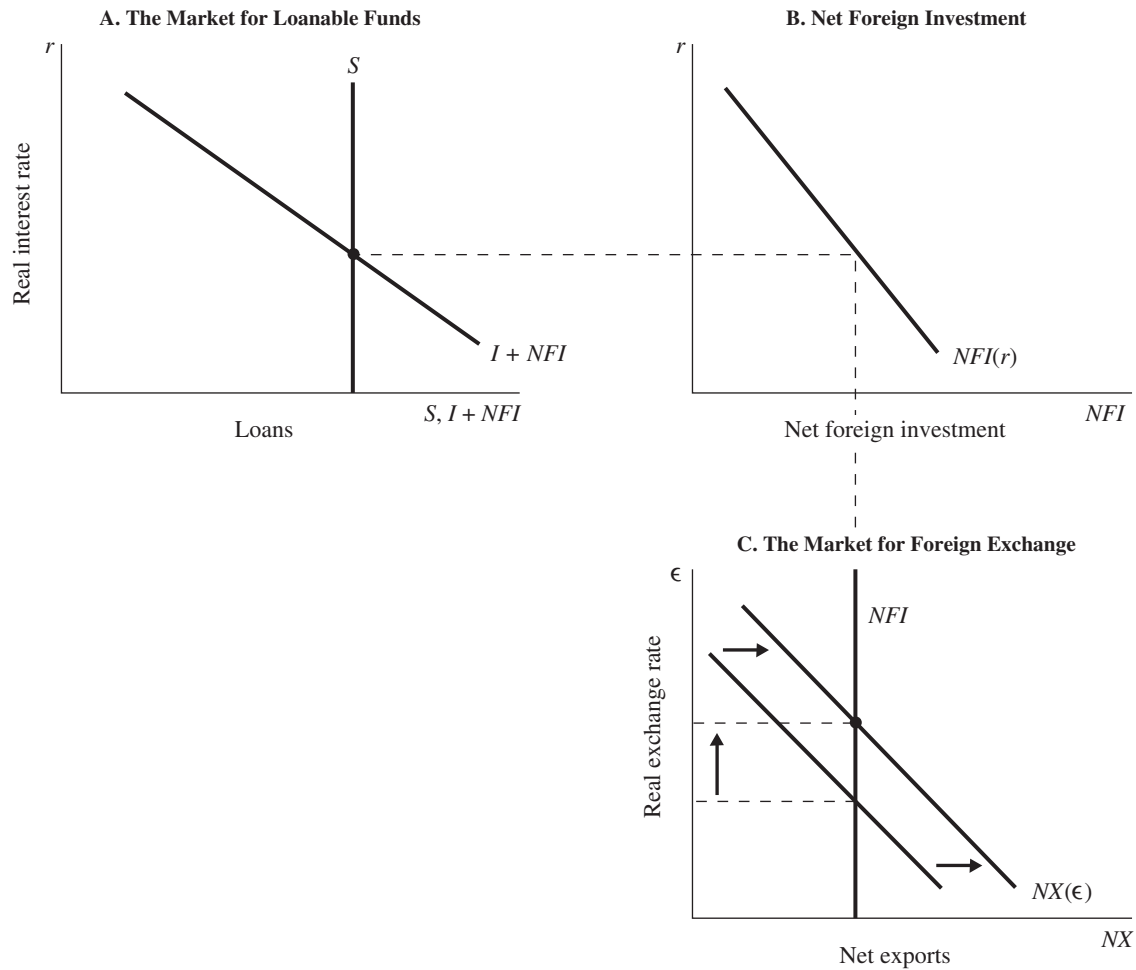 A. The Market for Loanable Funds
r
S
Real interest rate
I + NFI
S, I + NFI
Loans
B. Net Foreign Investment
r
NFI(r)
NFI
Net foreign investment
C. The Market for Foreign Exchange
ϵ
NFI
Real exchange rate
NX(ϵ)
NX
Net exports